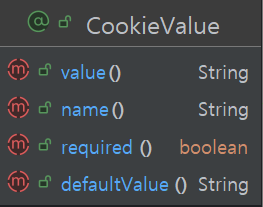 @ CookieValue
m value() String
m name() String
m required () boolean
m defaultValue () String